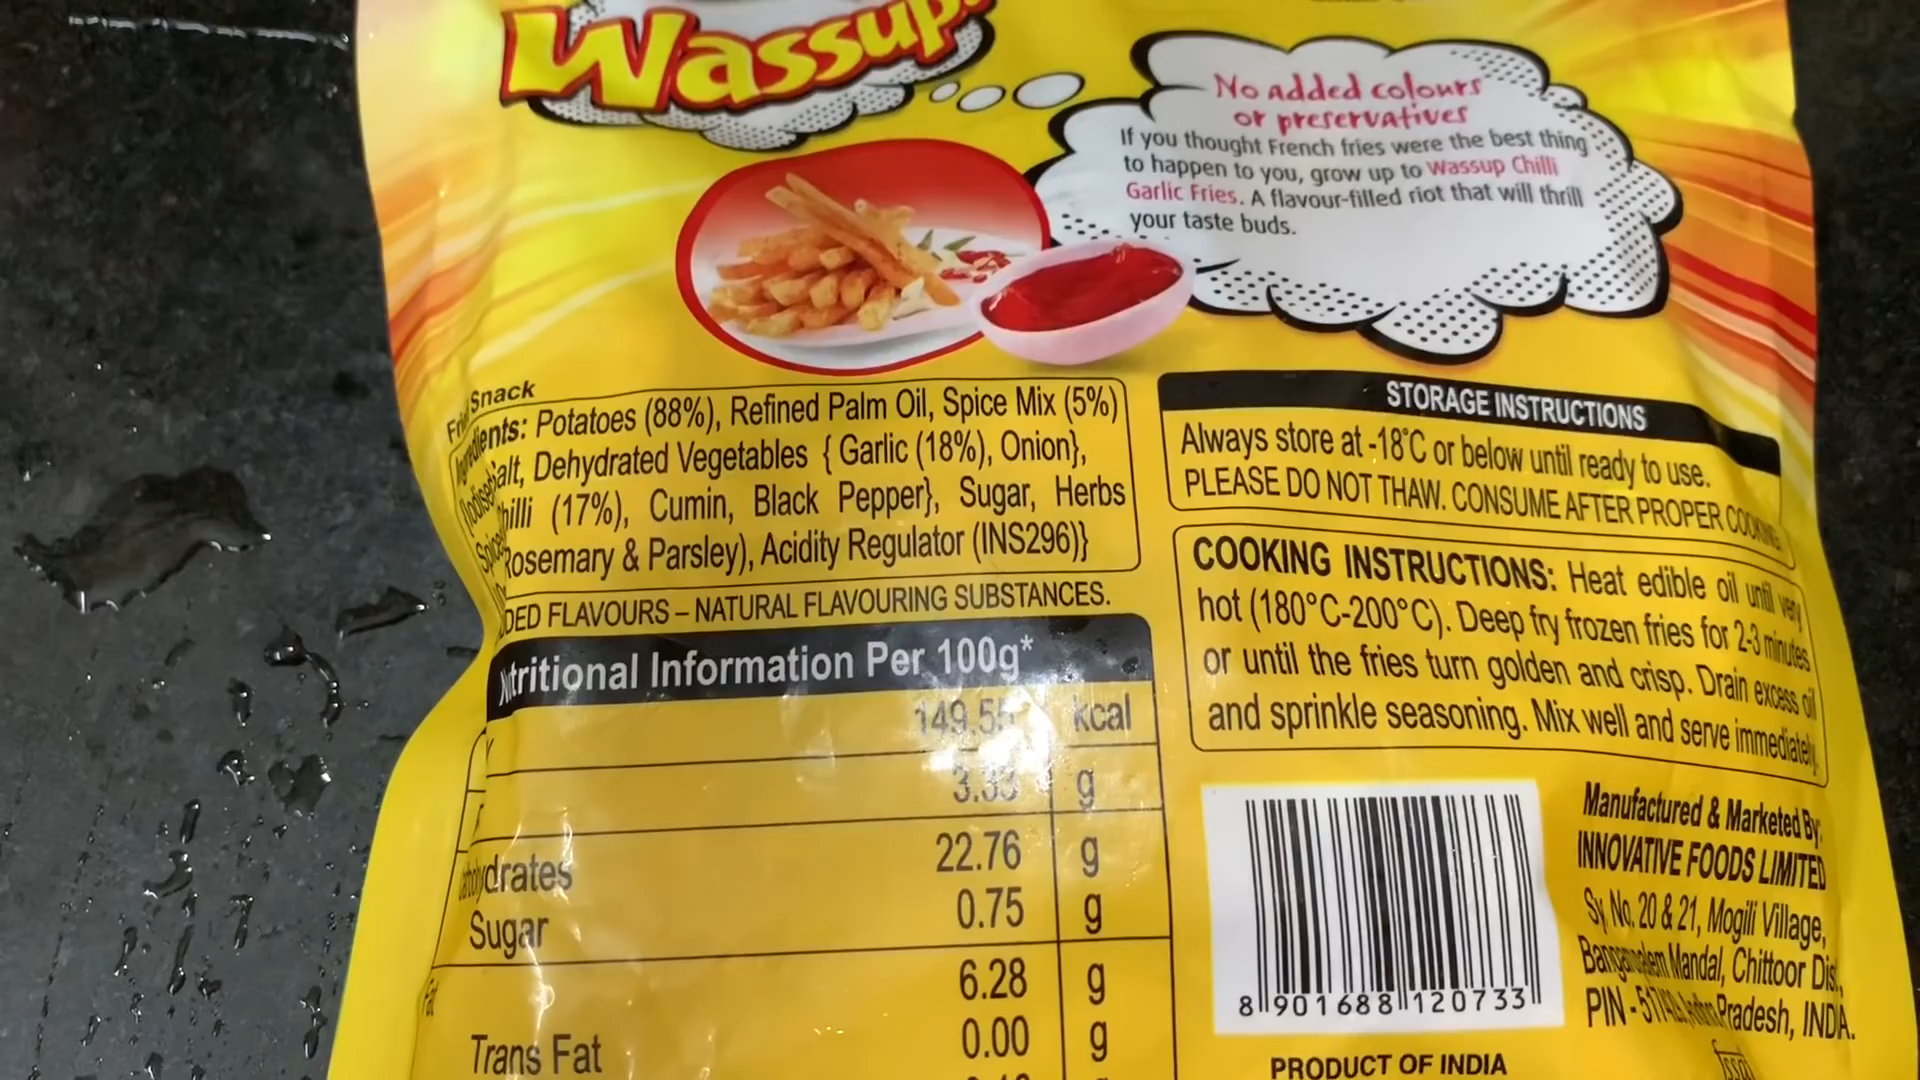 Wassup!
No added colours
or preservatives
If you thought French fries were the best thing
to happen to you, grow up to Wassup Chilli
Garlic Fries. A flavour-filled riot that will thrill
your taste buds.
Snack
Potatoes (88%), Refined Palm Oil, Spice Mix (5%)
Dehydrated Vegetables { Garlic (18%), Onion},
(17%), Cumin, Black Pepper}, Sugar, Herbs
Rosemary & Parsley), Acidity Regulator (INS296)}
FLAVOURS – NATURAL FLAVOURING SUBSTANCES.
Nutritional Information Per 100g*
kcal
g
22.76 g
Sugar 0.75 g
6.28 g
Trans Fat 0.00 g
STORAGE INSTRUCTIONS
Always store at -18°C or below until ready to use.
PLEASE DO NOT THAW. CONSUME AFTER PROPER COOKING
COOKING INSTRUCTIONS: Heat edible oil until very
hot (180°C-200°C). Deep fry frozen fries for 2-3 minutes
or until the fries turn golden and crisp. Drain excess oil
and sprinkle seasoning. Mix well and serve immediately
8 901688 120733
PRODUCT OF INDIA
Manufactured & Marketed By:
INNOVATIVE FOODS LIMITED
Sy. No. 20 & 21, Mogili Village,
Mandal, Chittoor Dist,
PIN - Pradesh, INDIA.
fssai